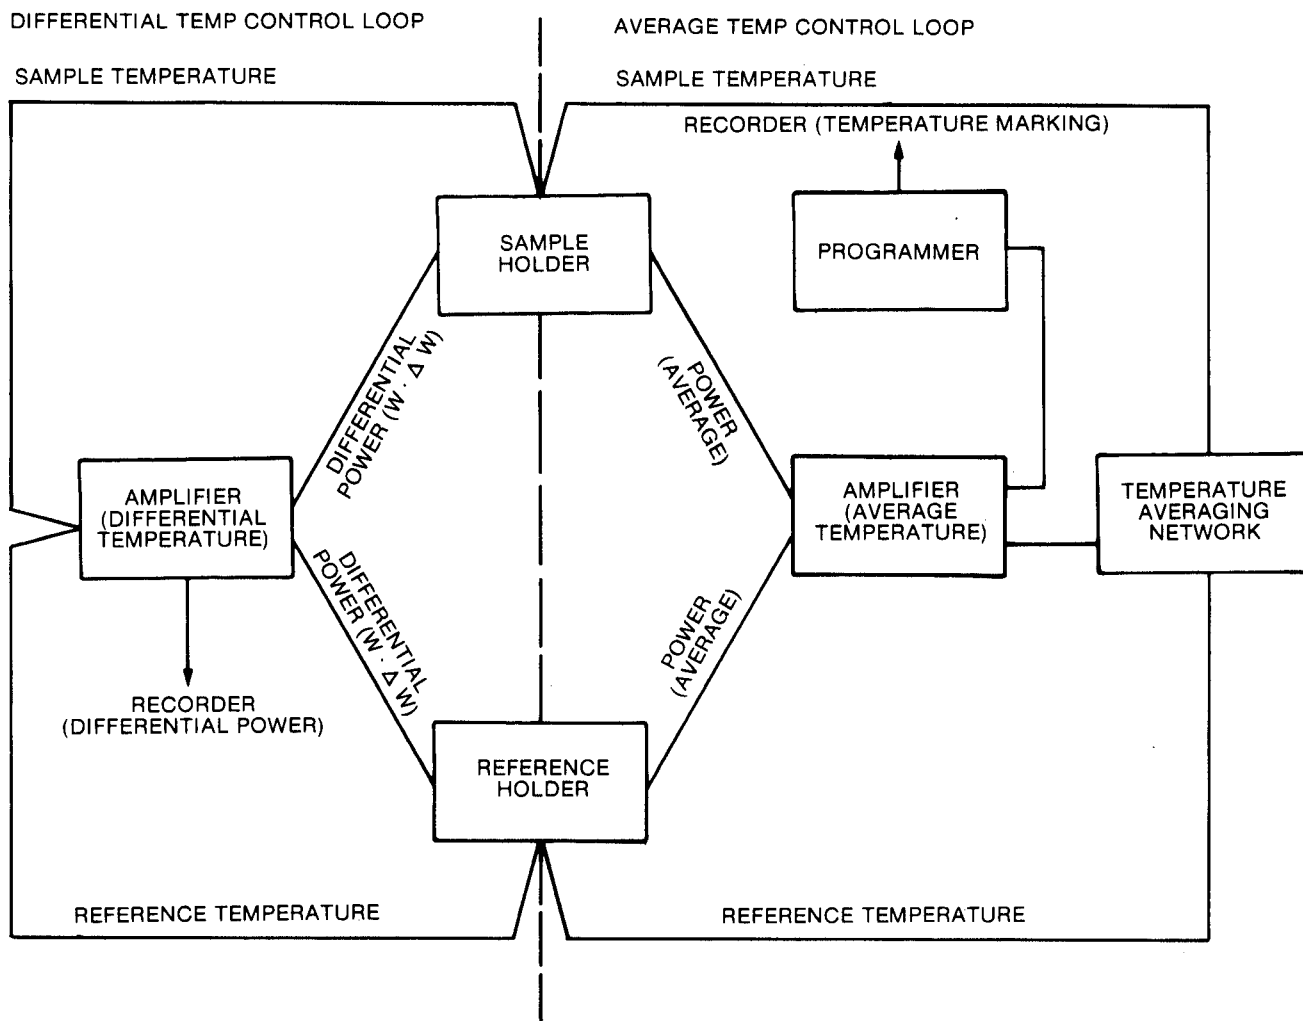 DIFFERENTIAL TEMP CONTROL LOOP
AVERAGE TEMP CONTROL LOOP
SAMPLE TEMPERATURE
SAMPLE TEMPERATURE
RECORDER (TEMPERATURE MARKING)
SAMPLE
HOLDER
PROGRAMMER
DIFFERENTIAL
POWER (W · Δ W)
POWER
(AVERAGE)
AMPLIFIER
(DIFFERENTIAL
TEMPERATURE)
AMPLIFIER
(AVERAGE
TEMPERATURE)
TEMPERATURE
AVERAGING
NETWORK
DIFFERENTIAL
POWER (W · Δ W)
POWER
(AVERAGE)
RECORDER
(DIFFERENTIAL POWER)
REFERENCE
HOLDER
REFERENCE TEMPERATURE
REFERENCE TEMPERATURE